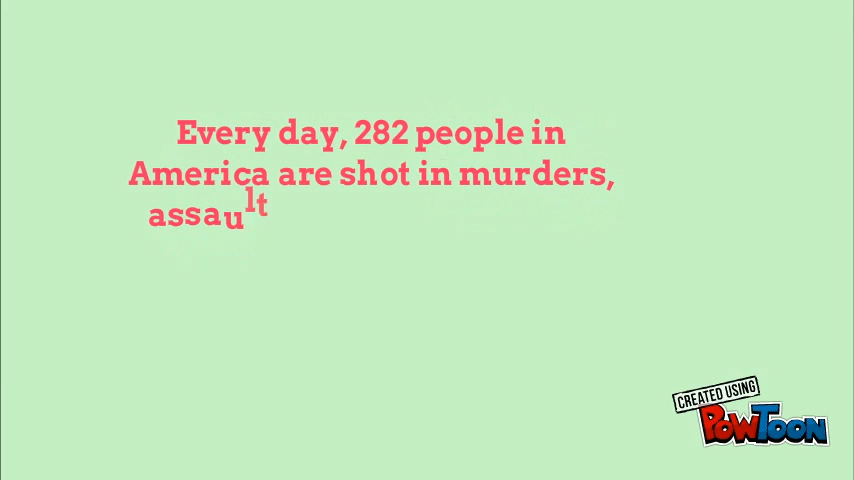 Every day, 282 people in
America are shot in murders,
assault
CREATED USING
POWTOON